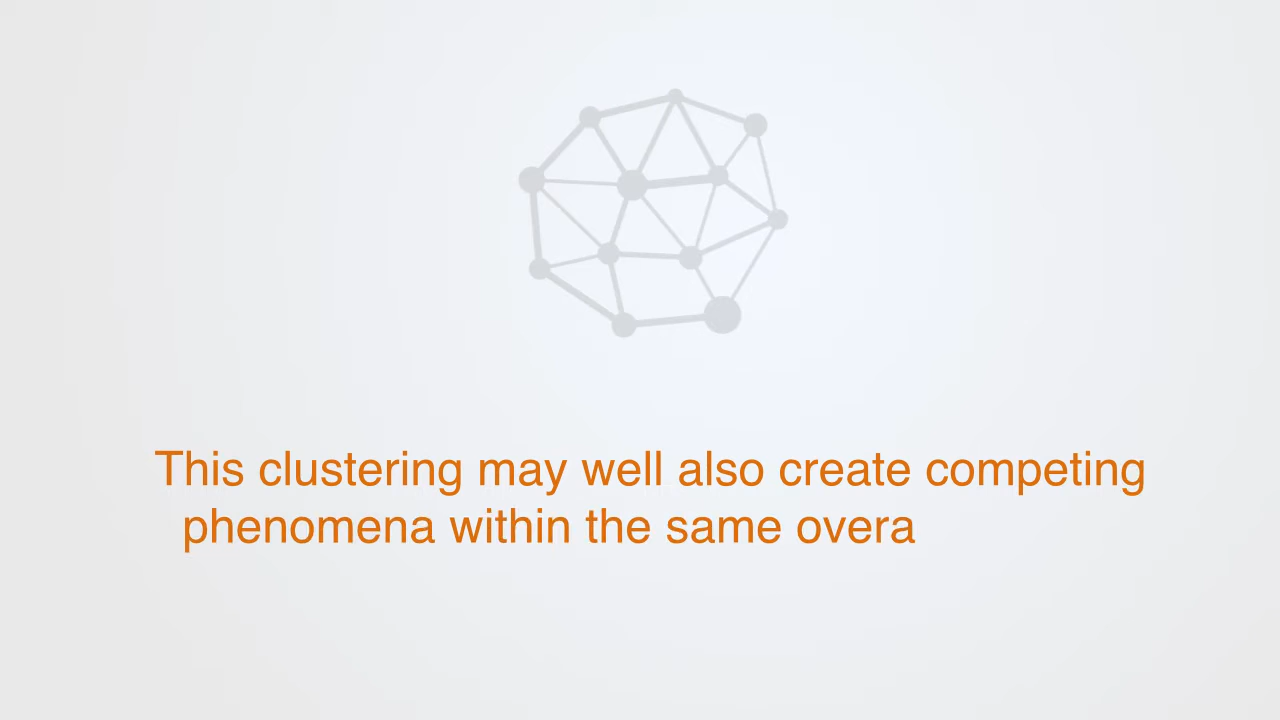 This clustering may well also create competing
phenomena within the same overa